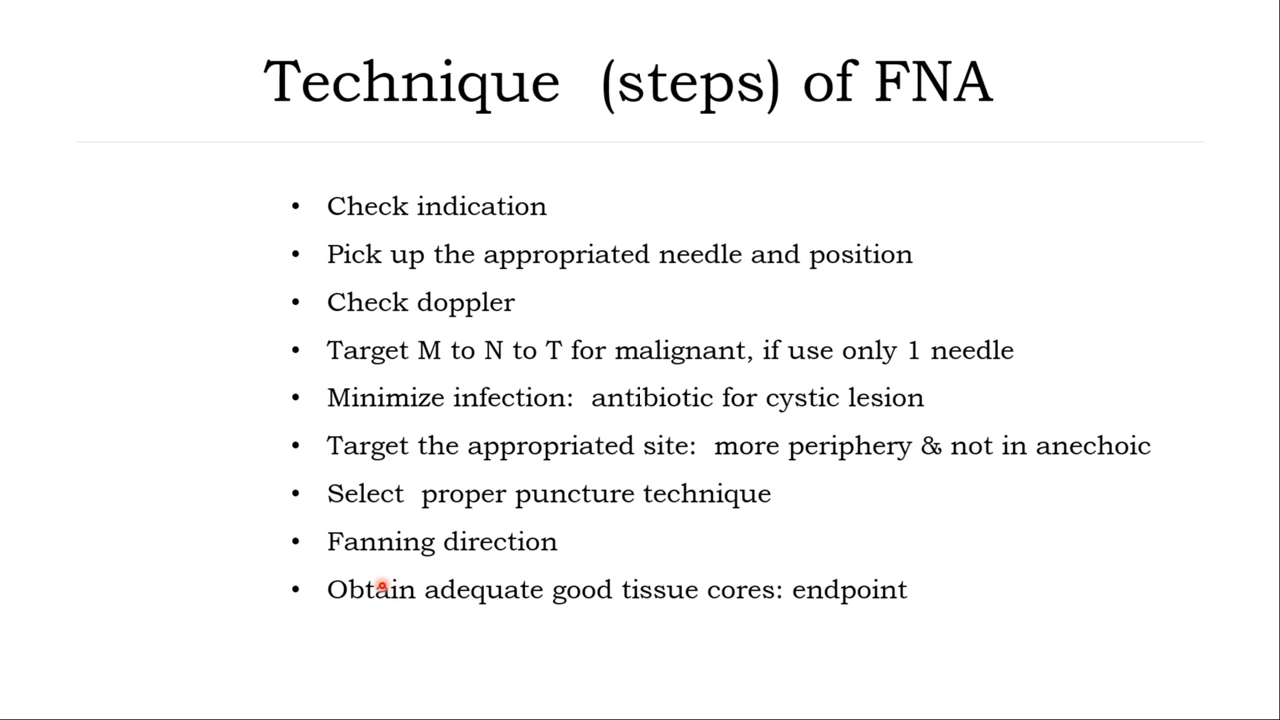 Technique (steps) of FNA
• Check indication
• Pick up the appropriated needle and position
• Check doppler
• Target M to N to T for malignant, if use only 1 needle
• Minimize infection: antibiotic for cystic lesion
• Target the appropriated site: more periphery & not in anechoic
• Select proper puncture technique
• Fanning direction
• Obtain adequate good tissue cores: endpoint